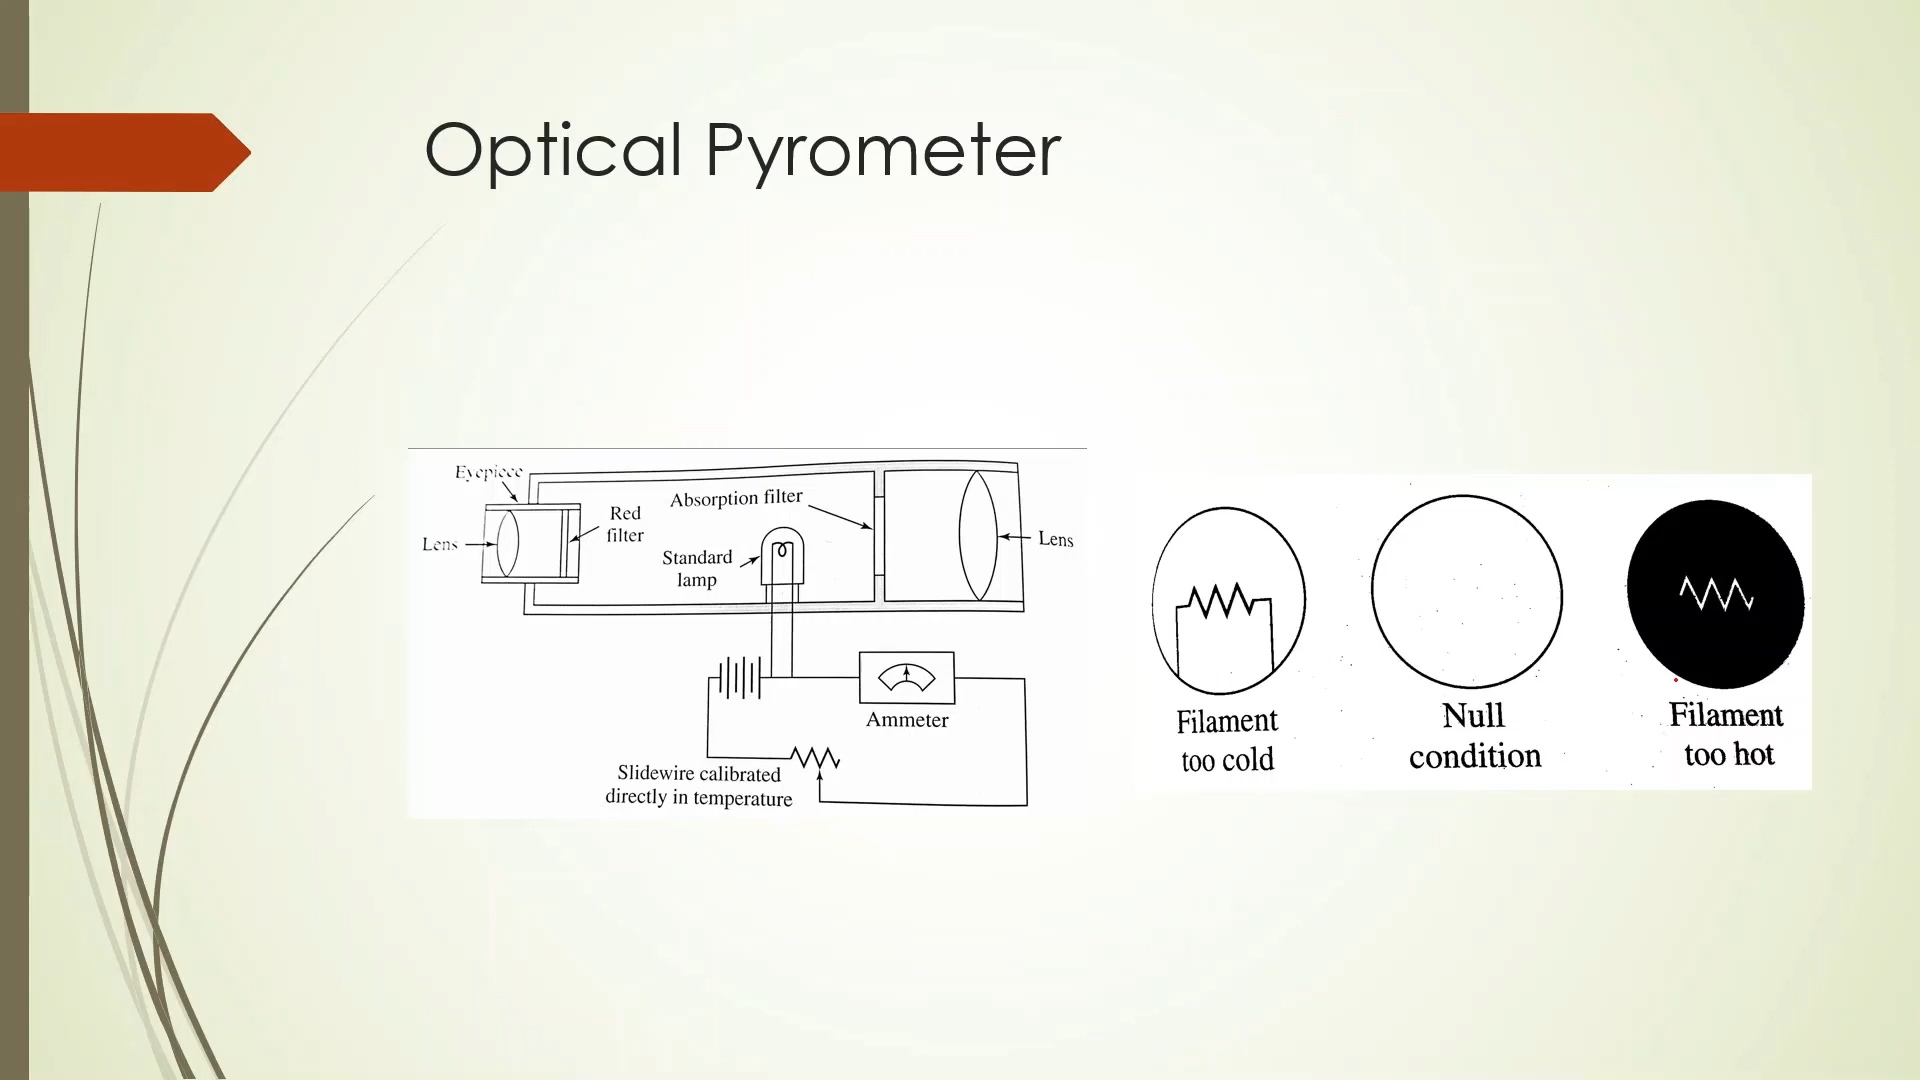 Optical Pyrometer
Eyepiece
Lens
Red
filter
Absorption filter
Standard
lamp
Lens
Ammeter
Slidewire calibrated
directly in temperature
Filament
too cold
Null
condition
Filament
too hot